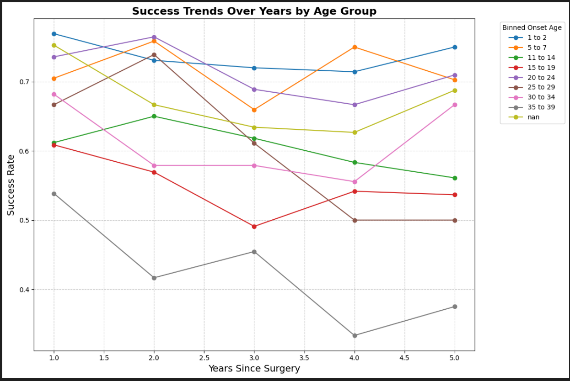 Success Trends Over Years by Age Group
Binned Onset Age
1 to 2
5 to 7
11 to 14
15 to 19
20 to 24
25 to 29
30 to 34
35 to 39
nan
Success Rate
0.7
0.6
0.5
0.4
1.0 1.5 2.0 2.5 3.0 3.5 4.0 4.5 5.0
Years Since Surgery